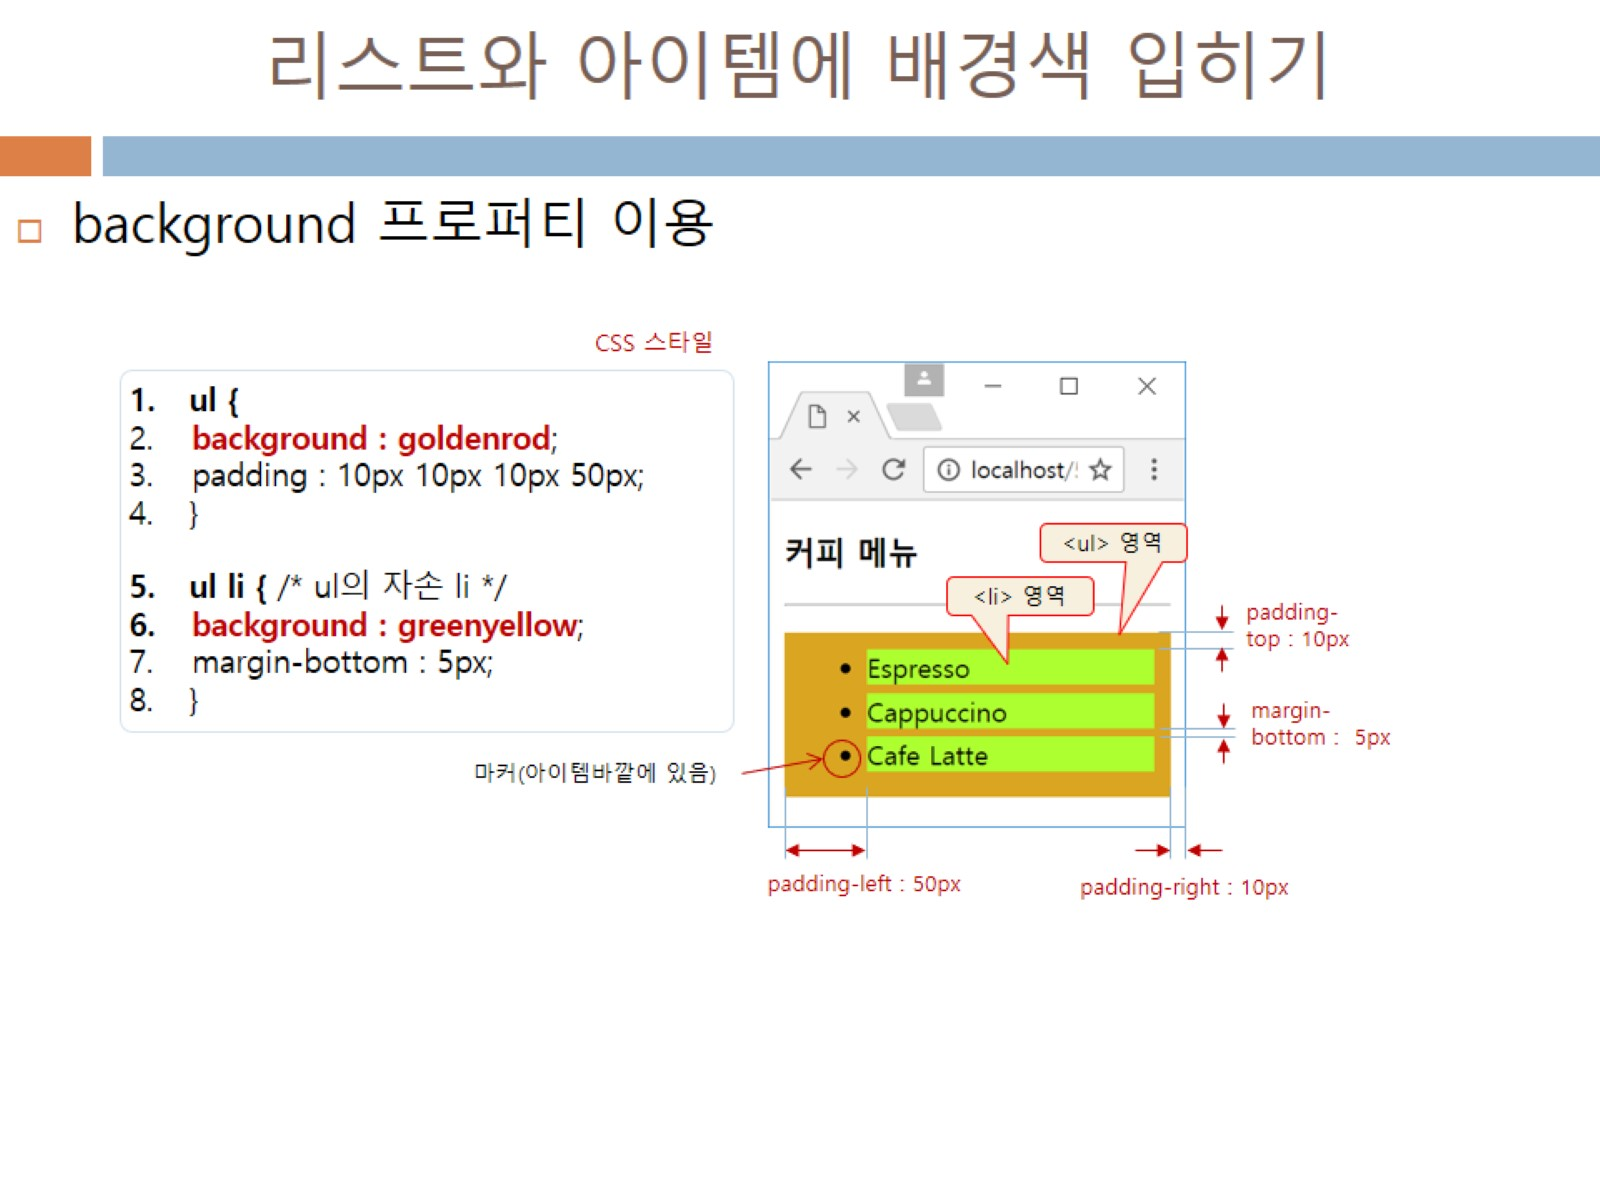 리스트와 아이템에 배경색 입히기
background 프로퍼티 이용
CSS 스타일
1. ul {
2. background : goldenrod;
3. padding : 10px 10px 10px 50px;
4. }
5. ul li { /* ul의 자손 li */
6. background : greenyellow;
7. margin-bottom : 5px;
8. }
마커(아이템바깥에 있음)
localhost/
커피 메뉴
<ul> 영역
<li> 영역
Espresso
Cappuccino
Cafe Latte
padding-
top : 10px
margin-
bottom : 5px
padding-left : 50px
padding-right : 10px